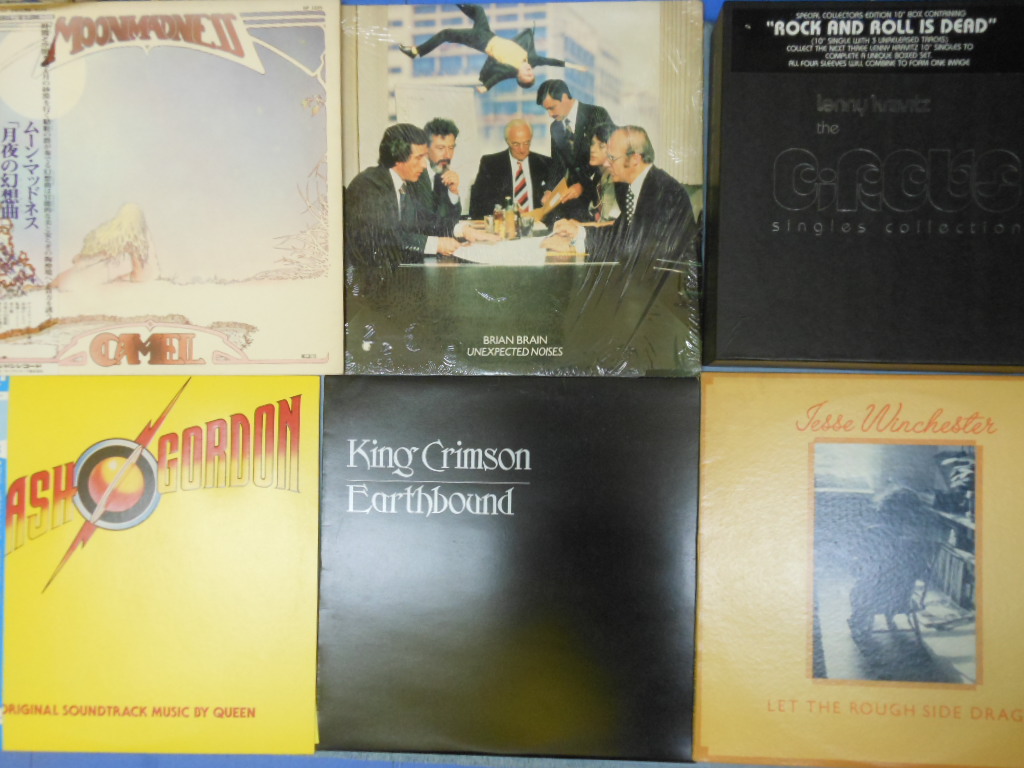 MOONMADNESS
ムーン・マッドネス
「月夜の幻想曲
CAMEL
BRIAN BRAIN
UNEXPECTED NOISES
SPECIAL COLLECTORS EDITION 10" BOX CONTAINING
"ROCK AND ROLL IS DEAD"
(10" SINGLE WITH 3 UNRELEASED TRACKS)
COLLECT THE NEXT THREE LENNY KRAVITZ 10" SINGLES TO
COMPLETE A UNIQUE BOXED SET.
ALL FOUR SLEEVES WILL COMBINE TO FORM ONE IMAGE
lenny kravitz
the
circus
singles collection
ASH GORDON
ORIGINAL SOUNDTRACK MUSIC BY QUEEN
King Crimson
Earthbound
Jesse Winchester
LET THE ROUGH SIDE DRAG